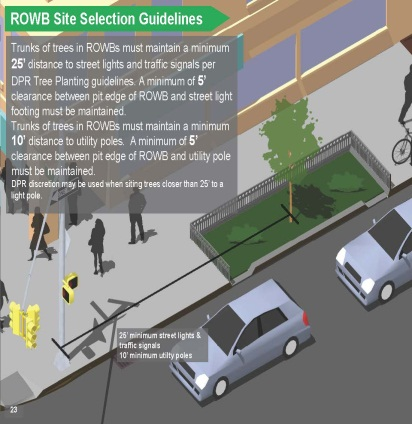 ROWB Site Selection Guidelines
Trunks of trees in ROWBs must maintain a minimum
25' distance to street lights and traffic signals per
DPR Tree Planting guidelines. A minimum of 5'
clearance between pit edge of ROWB and street light
footing must be maintained.
Trunks of trees in ROWBs must maintain a minimum
10' distance to utility poles. A minimum of 5'
clearance between pit edge of ROWB and utility pole
must be maintained.
DPR discretion may be used when siting trees closer than 25' to a
light pole.
25' minimum street lights &
traffic signals
10' minimum utility poles
23